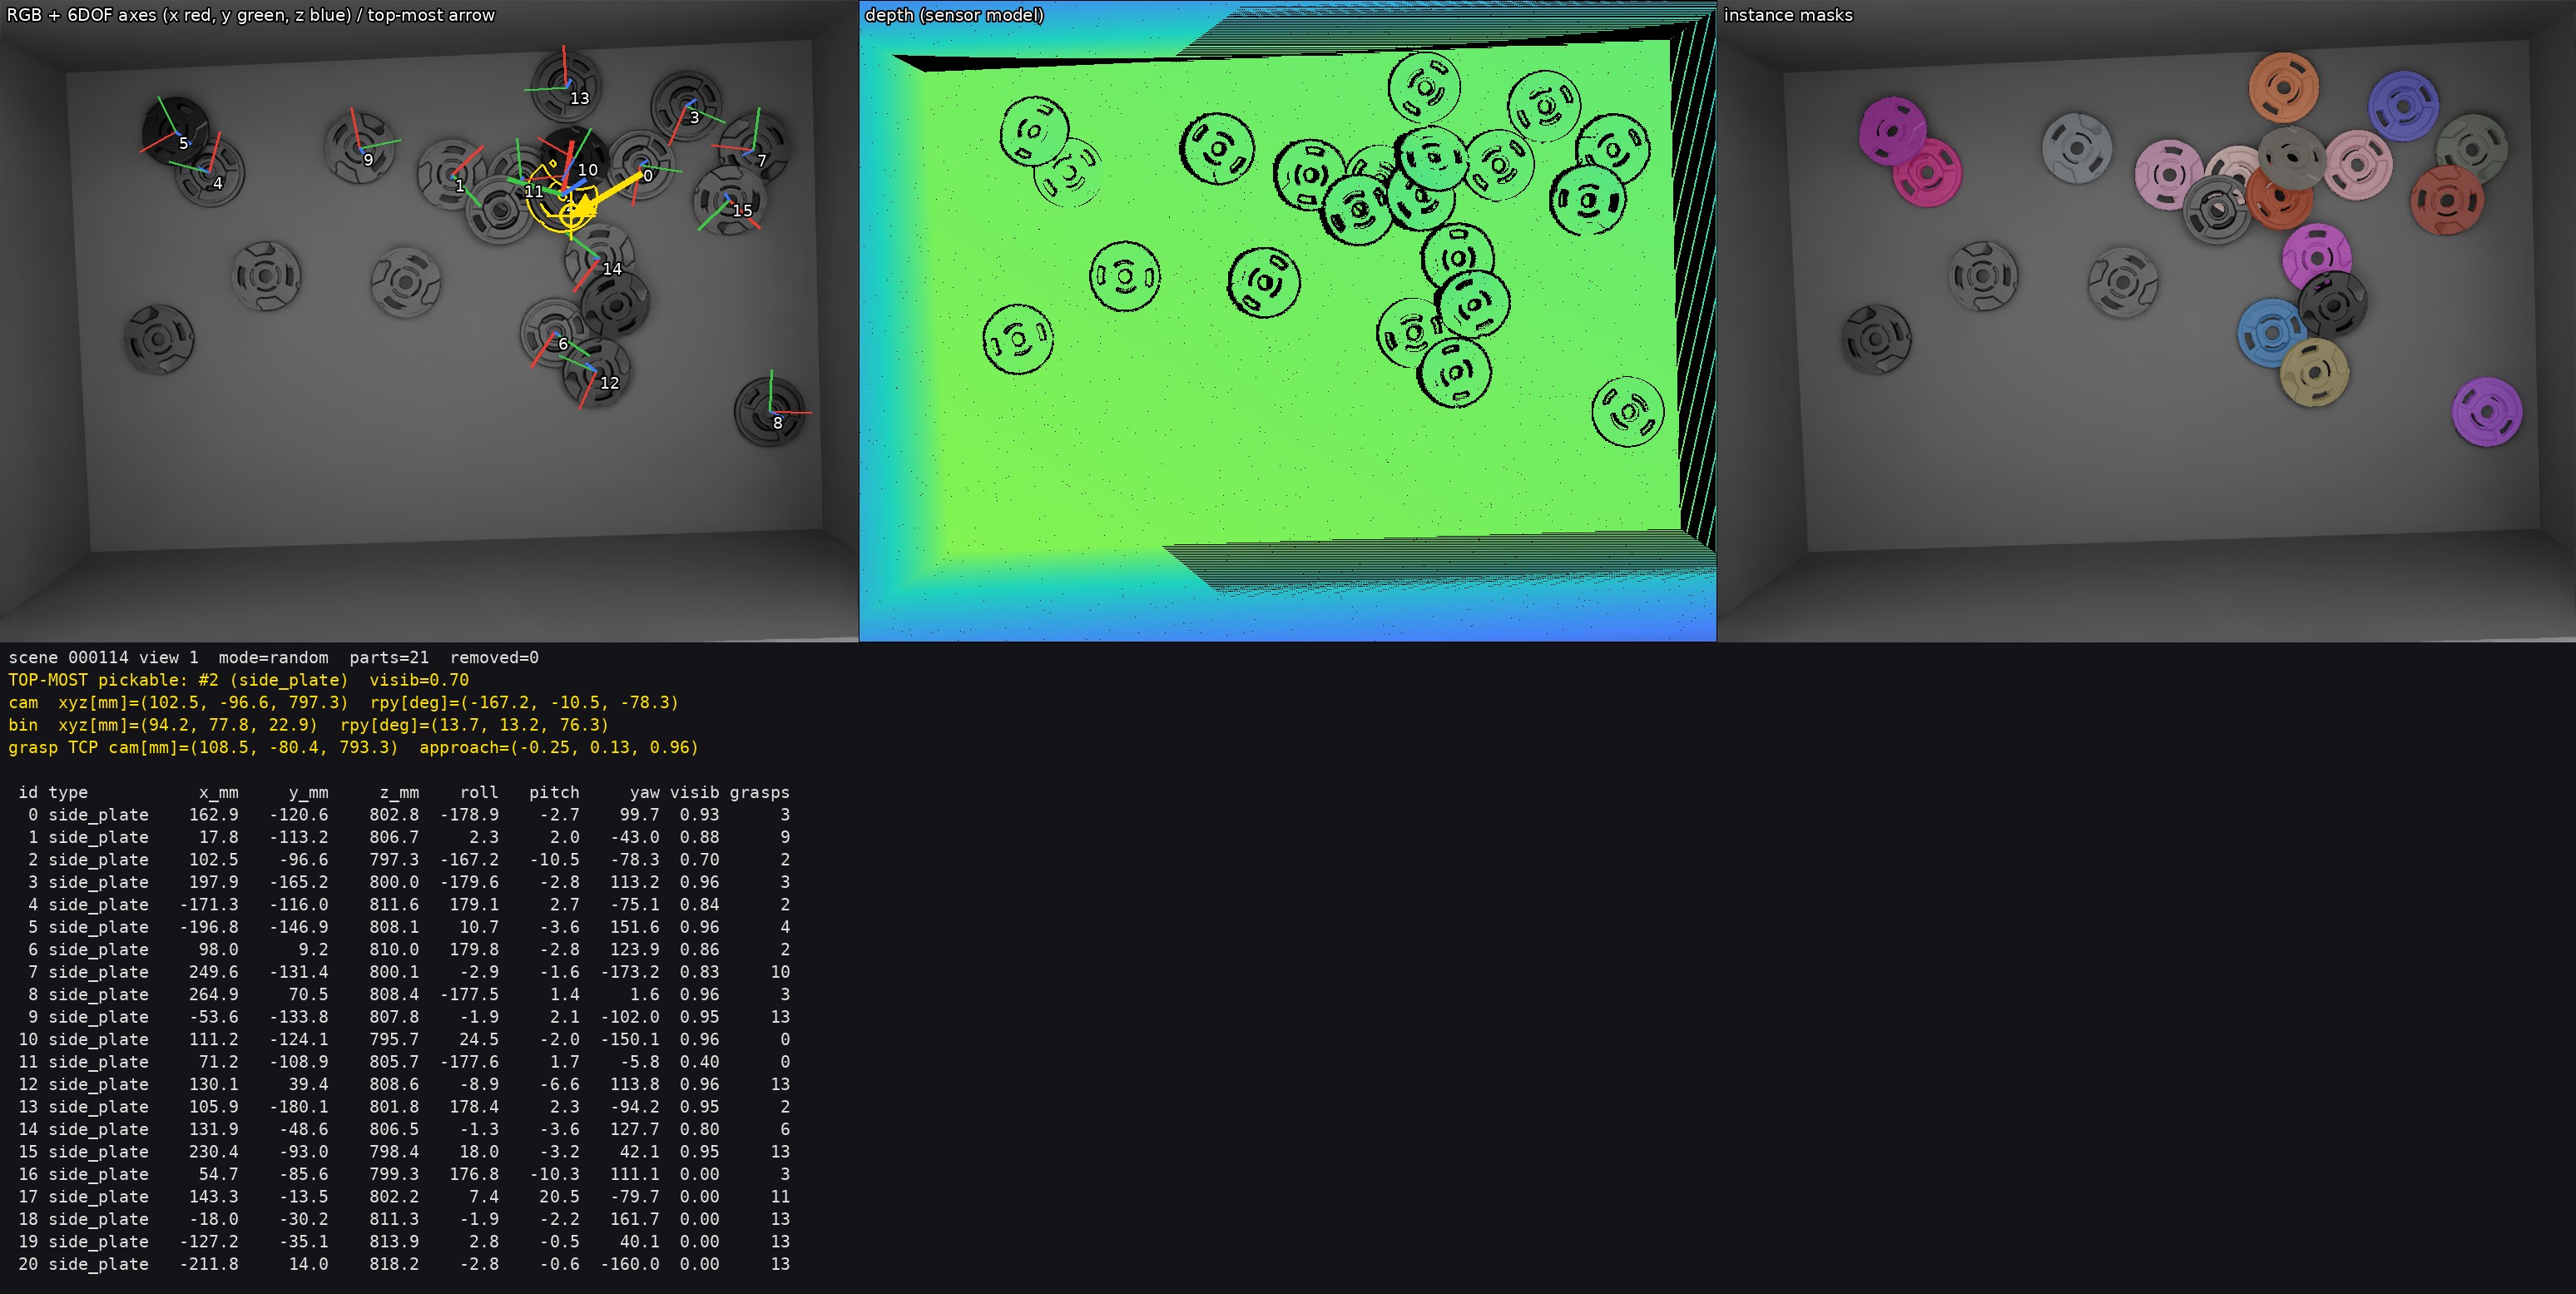 RGB + 6DOF axes (x red, y green, z blue) / top-most arrow
depth (sensor model)
instance masks
13
3
5
9
10
7
4
1
11
0
15
14
6
12
8
scene 000114 view 1  mode=random  parts=21  removed=0
TOP-MOST pickable: #2 (side_plate)  visib=0.70
cam  xyz[mm]=(102.5, -96.6, 797.3)  rpy[deg]=(-167.2, -10.5, -78.3)
bin  xyz[mm]=(94.2, 77.8, 22.9)  rpy[deg]=(13.7, 13.2, 76.3)
grasp TCP cam[mm]=(108.5, -80.4, 793.3)  approach=(-0.25, 0.13, 0.96)
id type x_mm y_mm z_mm roll pitch yaw visib grasps
0 side_plate 162.9 -120.6 802.8 -178.9 -2.7 99.7 0.93 3
1 side_plate 17.8 -113.2 806.7 2.3 2.0 -43.0 0.88 9
2 side_plate 102.5 -96.6 797.3 -167.2 -10.5 -78.3 0.70 2
3 side_plate 197.9 -165.2 800.0 -179.6 -2.8 113.2 0.96 3
4 side_plate -171.3 -116.0 811.6 179.1 2.7 -75.1 0.84 2
5 side_plate -196.8 -146.9 808.1 10.7 -3.6 151.6 0.96 4
6 side_plate 98.0 9.2 810.0 179.8 -2.8 123.9 0.86 2
7 side_plate 249.6 -131.4 800.1 -2.9 -1.6 -173.2 0.83 10
8 side_plate 264.9 70.5 808.4 -177.5 1.4 1.6 0.96 3
9 side_plate -53.6 -133.8 807.8 -1.9 2.1 -102.0 0.95 13
10 side_plate 111.2 -124.1 795.7 24.5 -2.0 -150.1 0.96 0
11 side_plate 71.2 -108.9 805.7 -177.6 1.7 -5.8 0.40 0
12 side_plate 130.1 39.4 808.6 -8.9 -6.6 113.8 0.96 13
13 side_plate 105.9 -180.1 801.8 178.4 2.3 -94.2 0.95 2
14 side_plate 131.9 -48.6 806.5 -1.3 -3.6 127.7 0.80 6
15 side_plate 230.4 -93.0 798.4 18.0 -3.2 42.1 0.95 13
16 side_plate 54.7 -85.6 799.3 176.8 -10.3 111.1 0.00 3
17 side_plate 143.3 -13.5 802.2 7.4 20.5 -79.7 0.00 11
18 side_plate -18.0 -30.2 811.3 -1.9 -2.2 161.7 0.00 13
19 side_plate -127.2 -35.1 813.9 2.8 -0.5 40.1 0.00 13
20 side_plate -211.8 14.0 818.2 -2.8 -0.6 -160.0 0.00 13